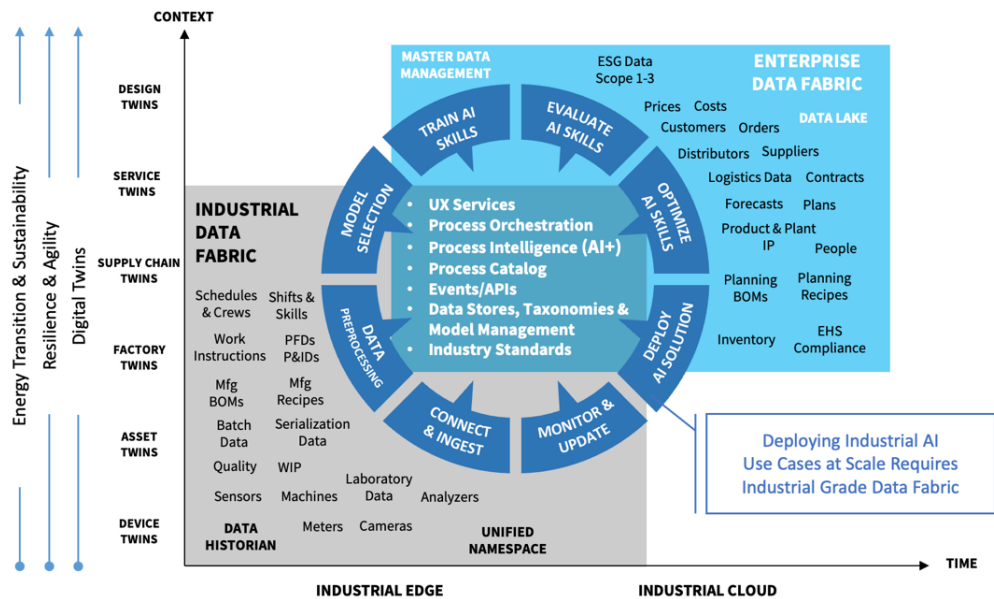 CONTEXT
Energy Transition & Sustainability
Resilience & Agility
Digital Twins
DESIGN
TWINS
SERVICE
TWINS
SUPPLY CHAIN
TWINS
FACTORY
TWINS
ASSET
TWINS
DEVICE
TWINS
MASTER DATA
MANAGEMENT
ESG Data
Scope 1-3
ENTERPRISE
DATA FABRIC
DATA LAKE
Prices
Costs
Customers
Orders
Distributors
Suppliers
Logistics Data
Contracts
Forecasts
Plans
Product & Plant
IP
People
Planning
BOMs
Planning
Recipes
Inventory
EHS
Compliance
TRAIN AI
SKILLS
EVALUATE
AI SKILLS
OPTIMIZE
AI SKILLS
DEPLOY
AI SOLUTION
MONITOR &
UPDATE
CONNECT
& INGEST
DATA
PREPROCESSING
MODEL
SELECTION
• UX Services
• Process Orchestration
• Process Intelligence (AI+)
• Process Catalog
• Events/APIs
• Data Stores, Taxonomies &
Model Management
• Industry Standards
INDUSTRIAL
DATA
FABRIC
Schedules
& Crews
Shifts &
Skills
Work
Instructions
PFDs
P&IDs
Mfg
BOMs
Mfg
Recipes
Batch
Data
Serialization
Data
Quality
WIP
Laboratory
Data
Sensors
Machines
Analyzers
Meters
Cameras
DATA
HISTORIAN
UNIFIED
NAMESPACE
Deploying Industrial AI
Use Cases at Scale Requires
Industrial Grade Data Fabric
TIME
INDUSTRIAL EDGE
INDUSTRIAL CLOUD